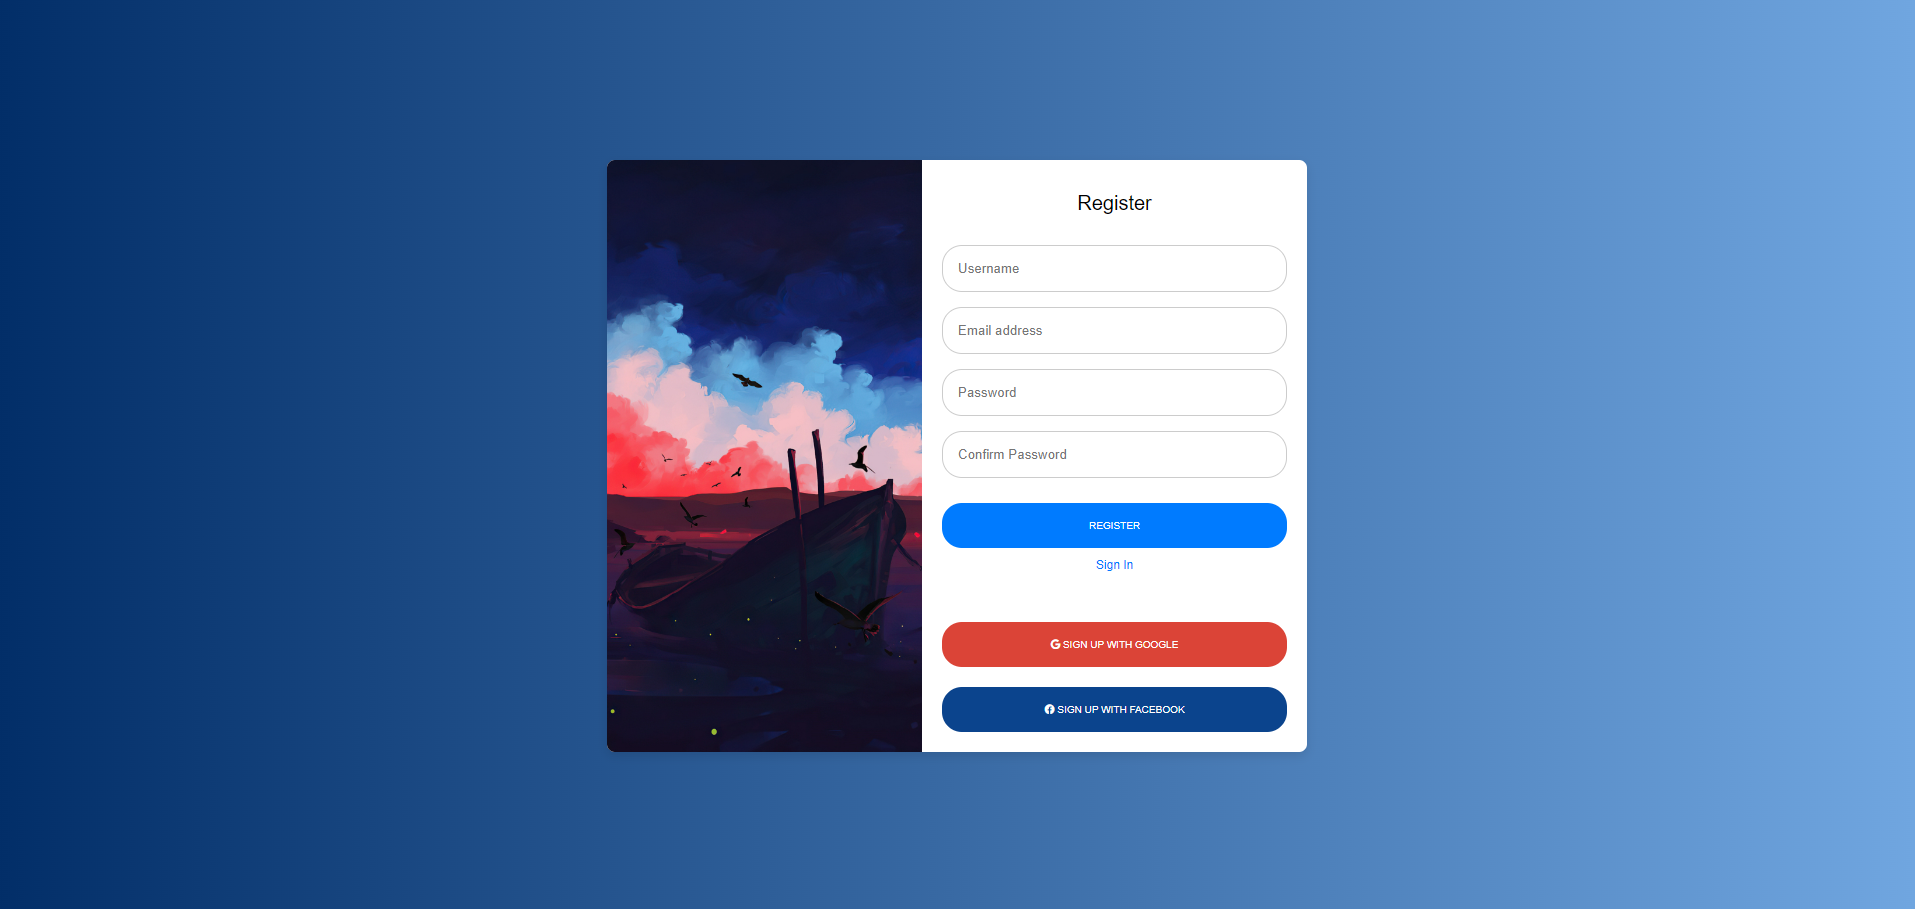 Register
Username
Email address
Password
Confirm Password
REGISTER
Sign In
SIGN UP WITH GOOGLE
SIGN UP WITH FACEBOOK